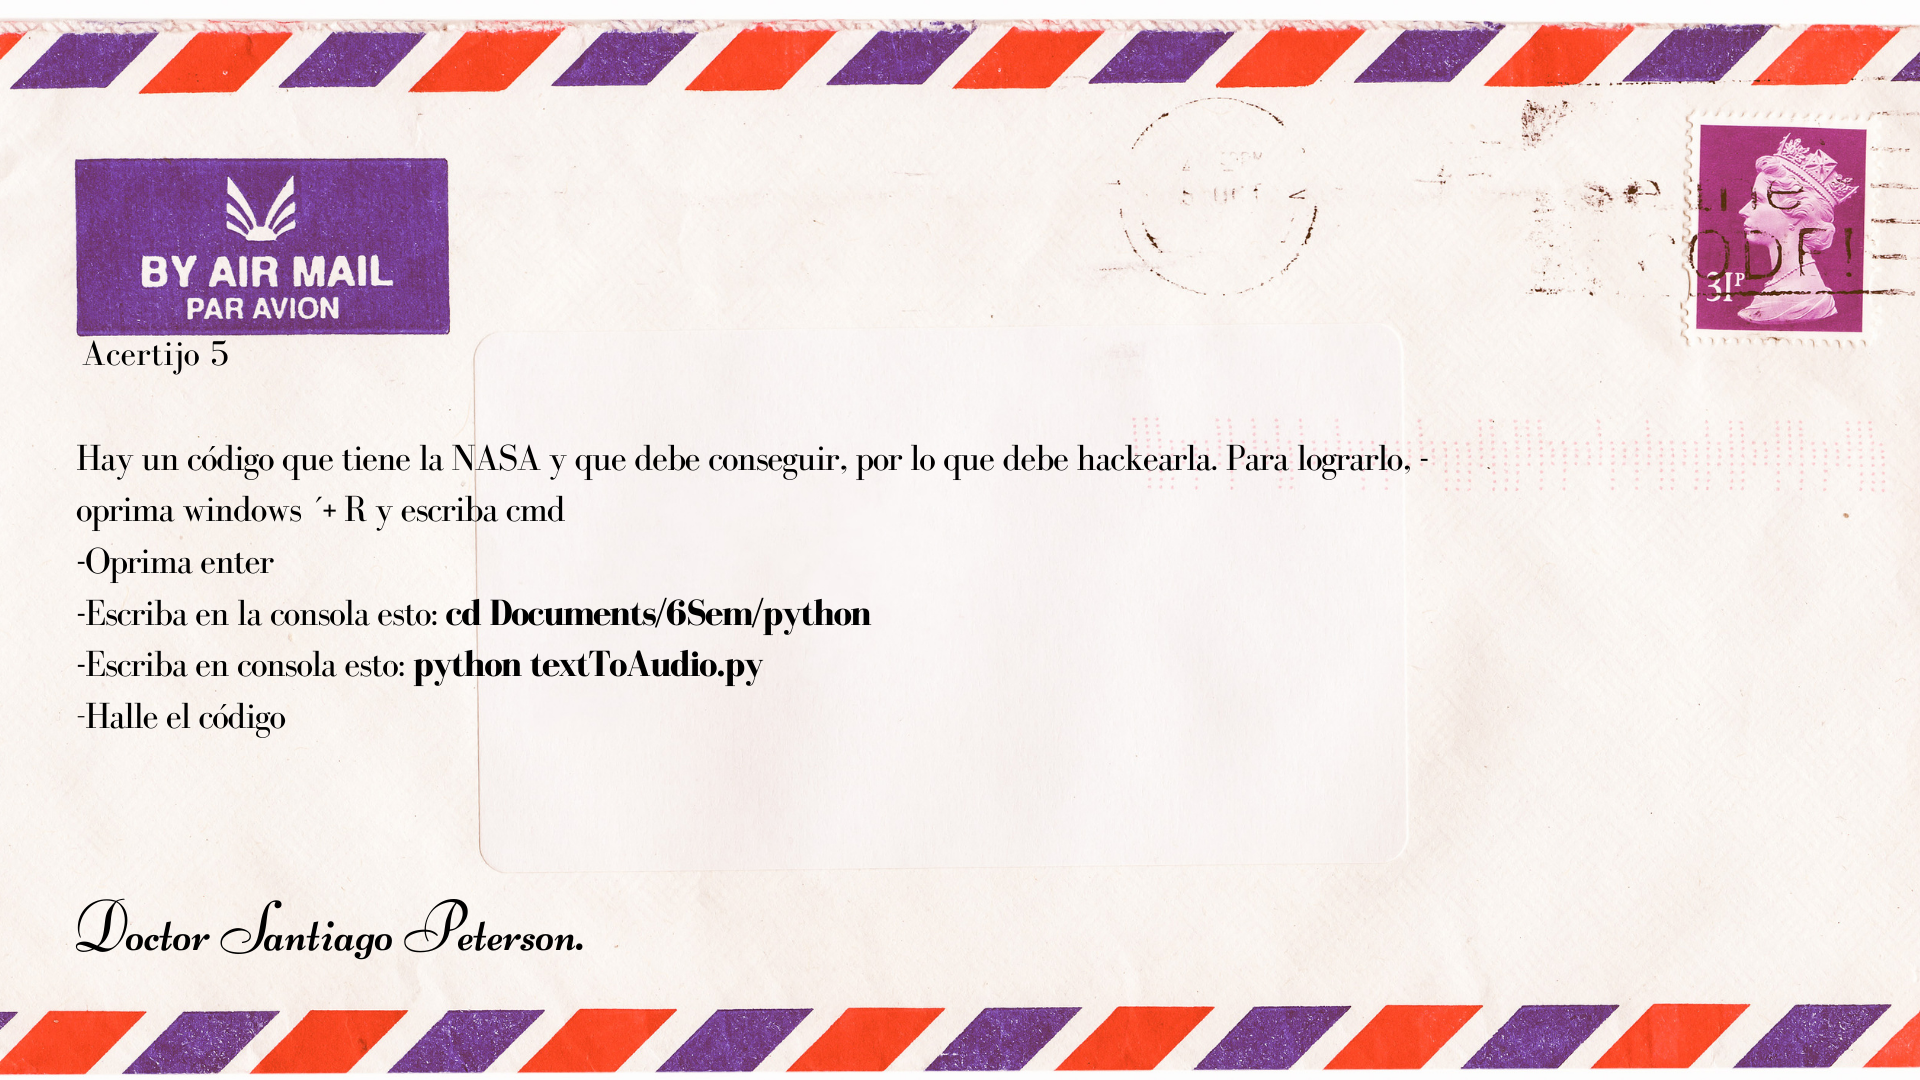 BY AIR MAIL
PAR AVION
31P
Acertijo 5
Hay un código que tiene la NASA y que debe conseguir, por lo que debe hackearla. Para lograrlo, -
oprima windows ´+ R y escriba cmd
-Oprima enter
-Escriba en la consola esto: cd Documents/6Sem/python
-Escriba en consola esto: python textToAudio.py
-Halle el código
Doctor Santiago Peterson.